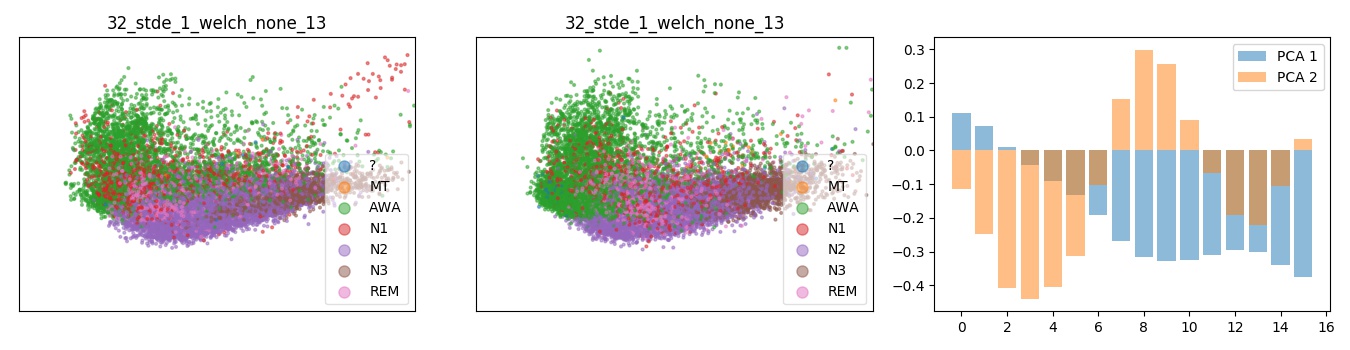 32_stde_1_welch_none_13
?
MT
AWA
N1
N2
N3
REM
32_stde_1_welch_none_13
?
MT
AWA
N1
N2
N3
REM
PCA 1
PCA 2
0.3
0.2
0.1
0.0
−0.1
−0.2
−0.3
−0.4
0 2 4 6 8 10 12 14 16